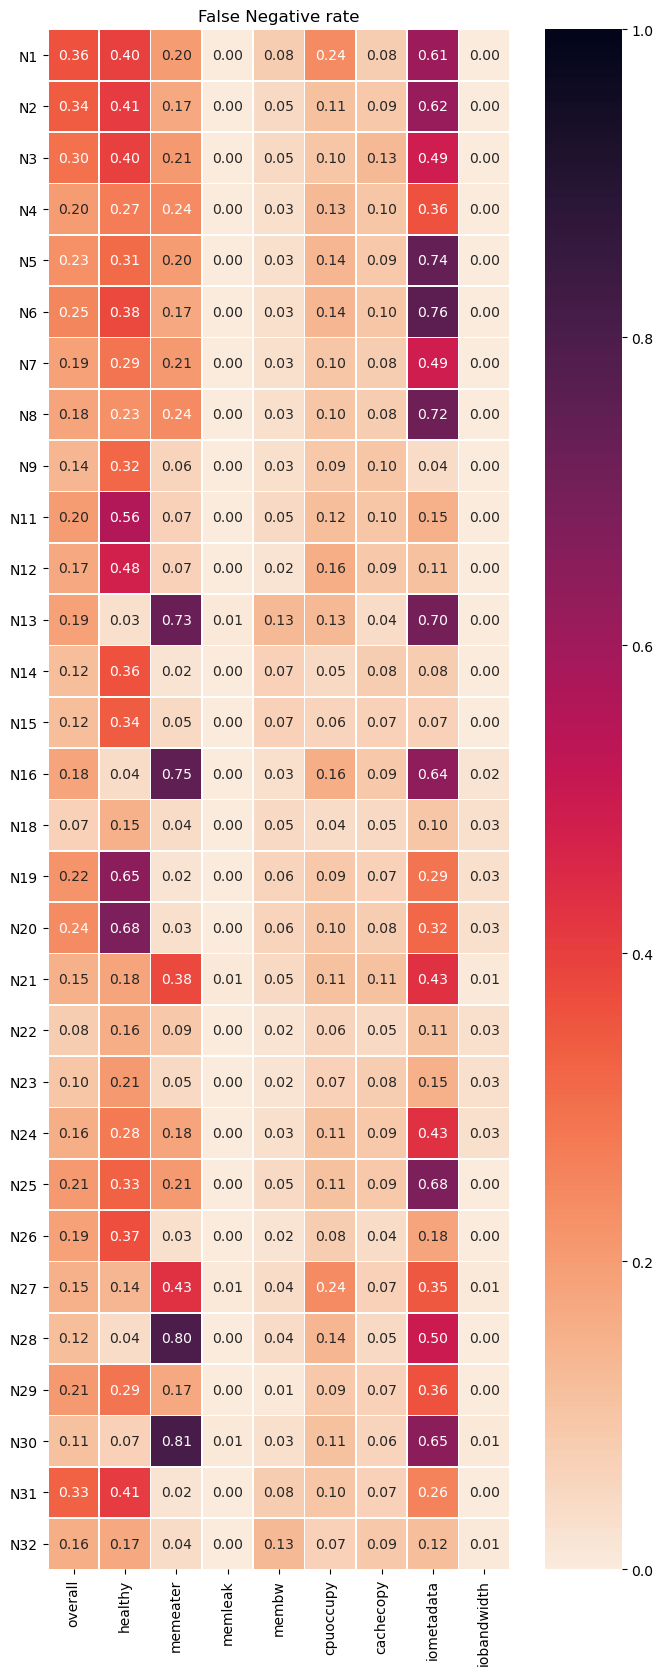 False Negative rate
N1 0.36 0.40 0.20 0.00 0.08 0.24 0.08 0.61 0.00
N2 0.34 0.41 0.17 0.00 0.05 0.11 0.09 0.62 0.00
N3 0.30 0.40 0.21 0.00 0.05 0.10 0.13 0.49 0.00
N4 0.20 0.27 0.24 0.00 0.03 0.13 0.10 0.36 0.00
N5 0.23 0.31 0.20 0.00 0.03 0.14 0.09 0.74 0.00
N6 0.25 0.38 0.17 0.00 0.03 0.14 0.10 0.76 0.00
N7 0.19 0.29 0.21 0.00 0.03 0.10 0.08 0.49 0.00
N8 0.18 0.23 0.24 0.00 0.03 0.10 0.08 0.72 0.00
N9 0.14 0.32 0.06 0.00 0.03 0.09 0.10 0.04 0.00
N11 0.20 0.56 0.07 0.00 0.05 0.12 0.10 0.15 0.00
N12 0.17 0.48 0.07 0.00 0.02 0.16 0.09 0.11 0.00
N13 0.19 0.03 0.73 0.01 0.13 0.13 0.04 0.70 0.00
N14 0.12 0.36 0.02 0.00 0.07 0.05 0.08 0.08 0.00
N15 0.12 0.34 0.05 0.00 0.07 0.06 0.07 0.07 0.00
N16 0.18 0.04 0.75 0.00 0.03 0.16 0.09 0.64 0.02
N18 0.07 0.15 0.04 0.00 0.05 0.04 0.05 0.10 0.03
N19 0.22 0.65 0.02 0.00 0.06 0.09 0.07 0.29 0.03
N20 0.24 0.68 0.03 0.00 0.06 0.10 0.08 0.32 0.03
N21 0.15 0.18 0.38 0.01 0.05 0.11 0.11 0.43 0.01
N22 0.08 0.16 0.09 0.00 0.02 0.06 0.05 0.11 0.03
N23 0.10 0.21 0.05 0.00 0.02 0.07 0.08 0.15 0.03
N24 0.16 0.28 0.18 0.00 0.03 0.11 0.09 0.43 0.03
N25 0.21 0.33 0.21 0.00 0.05 0.11 0.09 0.68 0.00
N26 0.19 0.37 0.03 0.00 0.02 0.08 0.04 0.18 0.00
N27 0.15 0.14 0.43 0.01 0.04 0.24 0.07 0.35 0.01
N28 0.12 0.04 0.80 0.00 0.04 0.14 0.05 0.50 0.00
N29 0.21 0.29 0.17 0.00 0.01 0.09 0.07 0.36 0.00
N30 0.11 0.07 0.81 0.01 0.03 0.11 0.06 0.65 0.01
N31 0.33 0.41 0.02 0.00 0.08 0.10 0.07 0.26 0.00
N32 0.16 0.17 0.04 0.00 0.13 0.07 0.09 0.12 0.01
overall
healthy
memeater
memleak
membw
cpuoccupy
cachecopy
iometadata
iobandwidth
1.0
0.8
0.6
0.4
0.2
0.0